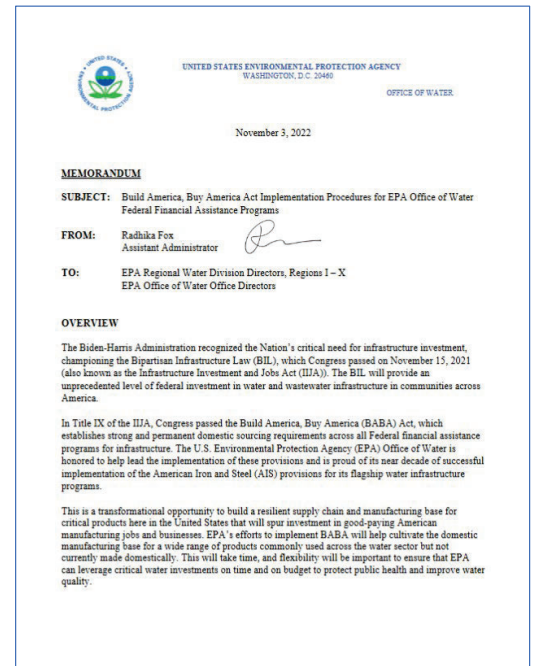 UNITED STATES ENVIRONMENTAL PROTECTION AGENCY
WASHINGTON, D.C. 20460
OFFICE OF WATER
November 3, 2022
MEMORANDUM
SUBJECT: Build America, Buy America Act Implementation Procedures for EPA Office of Water
Federal Financial Assistance Programs
FROM: Radhika Fox
Assistant Administrator
TO: EPA Regional Water Division Directors, Regions I – X
EPA Office of Water Office Directors
OVERVIEW
The Biden-Harris Administration recognized the Nation's critical need for infrastructure investment,
championing the Bipartisan Infrastructure Law (BIL), which Congress passed on November 15, 2021
(also known as the Infrastructure Investment and Jobs Act (IIJA)). The BIL will provide an
unprecedented level of federal investment in water and wastewater infrastructure in communities across
America.
In Title IX of the IIJA, Congress passed the Build America, Buy America (BABA) Act, which
establishes strong and permanent domestic sourcing requirements across all Federal financial assistance
programs for infrastructure. The U.S. Environmental Protection Agency (EPA) Office of Water is
honored to help lead the implementation of these provisions and is proud of its near decade of successful
implementation of the American Iron and Steel (AIS) provisions for its flagship water infrastructure
programs.
This is a transformational opportunity to build a resilient supply chain and manufacturing base for
critical products here in the United States that will spur investment in good-paying American
manufacturing jobs and businesses. EPA's efforts to implement BABA will help cultivate the domestic
manufacturing base for a wide range of products commonly used across the water sector but not
currently made domestically. This will take time, and flexibility will be important to ensure that EPA
can leverage critical water investments on time and on budget to protect public health and improve water
quality.